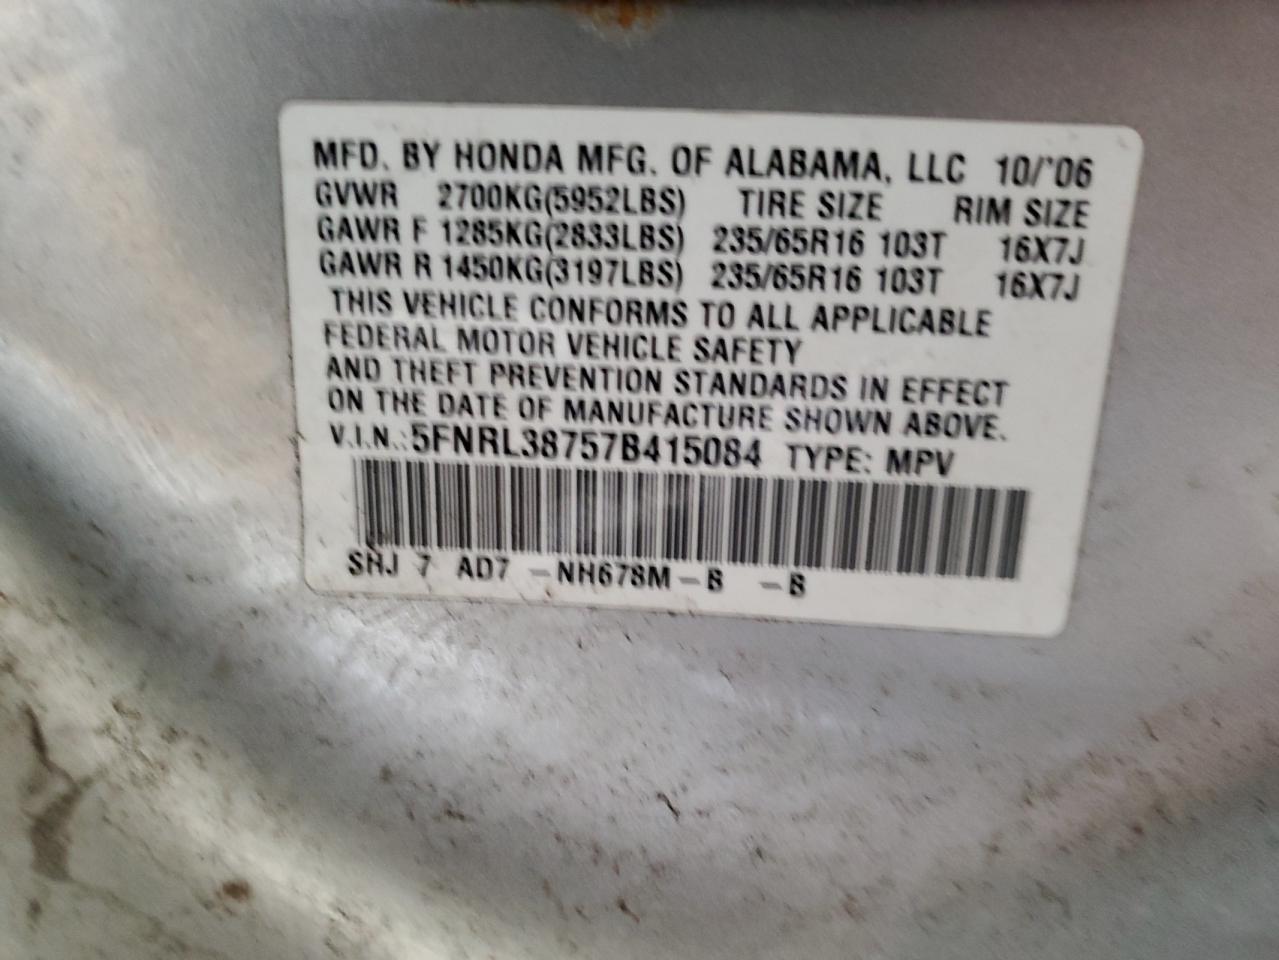 MFD. BY HONDA MFG. OF ALABAMA, LLC 10/'06
GVWR 2700KG(5952LBS) TIRE SIZE RIM SIZE
GAWR F 1285KG(2833LBS) 235/65R16 103T 16X7J
GAWR R 1450KG(3197LBS) 235/65R16 103T 16X7J
THIS VEHICLE CONFORMS TO ALL APPLICABLE
FEDERAL MOTOR VEHICLE SAFETY
AND THEFT PREVENTION STANDARDS IN EFFECT
ON THE DATE OF MANUFACTURE SHOWN ABOVE.
V.I.N.:5FNRL38757B415084 TYPE: MPV
SHJ 7 AD7 -NH678M-B -B